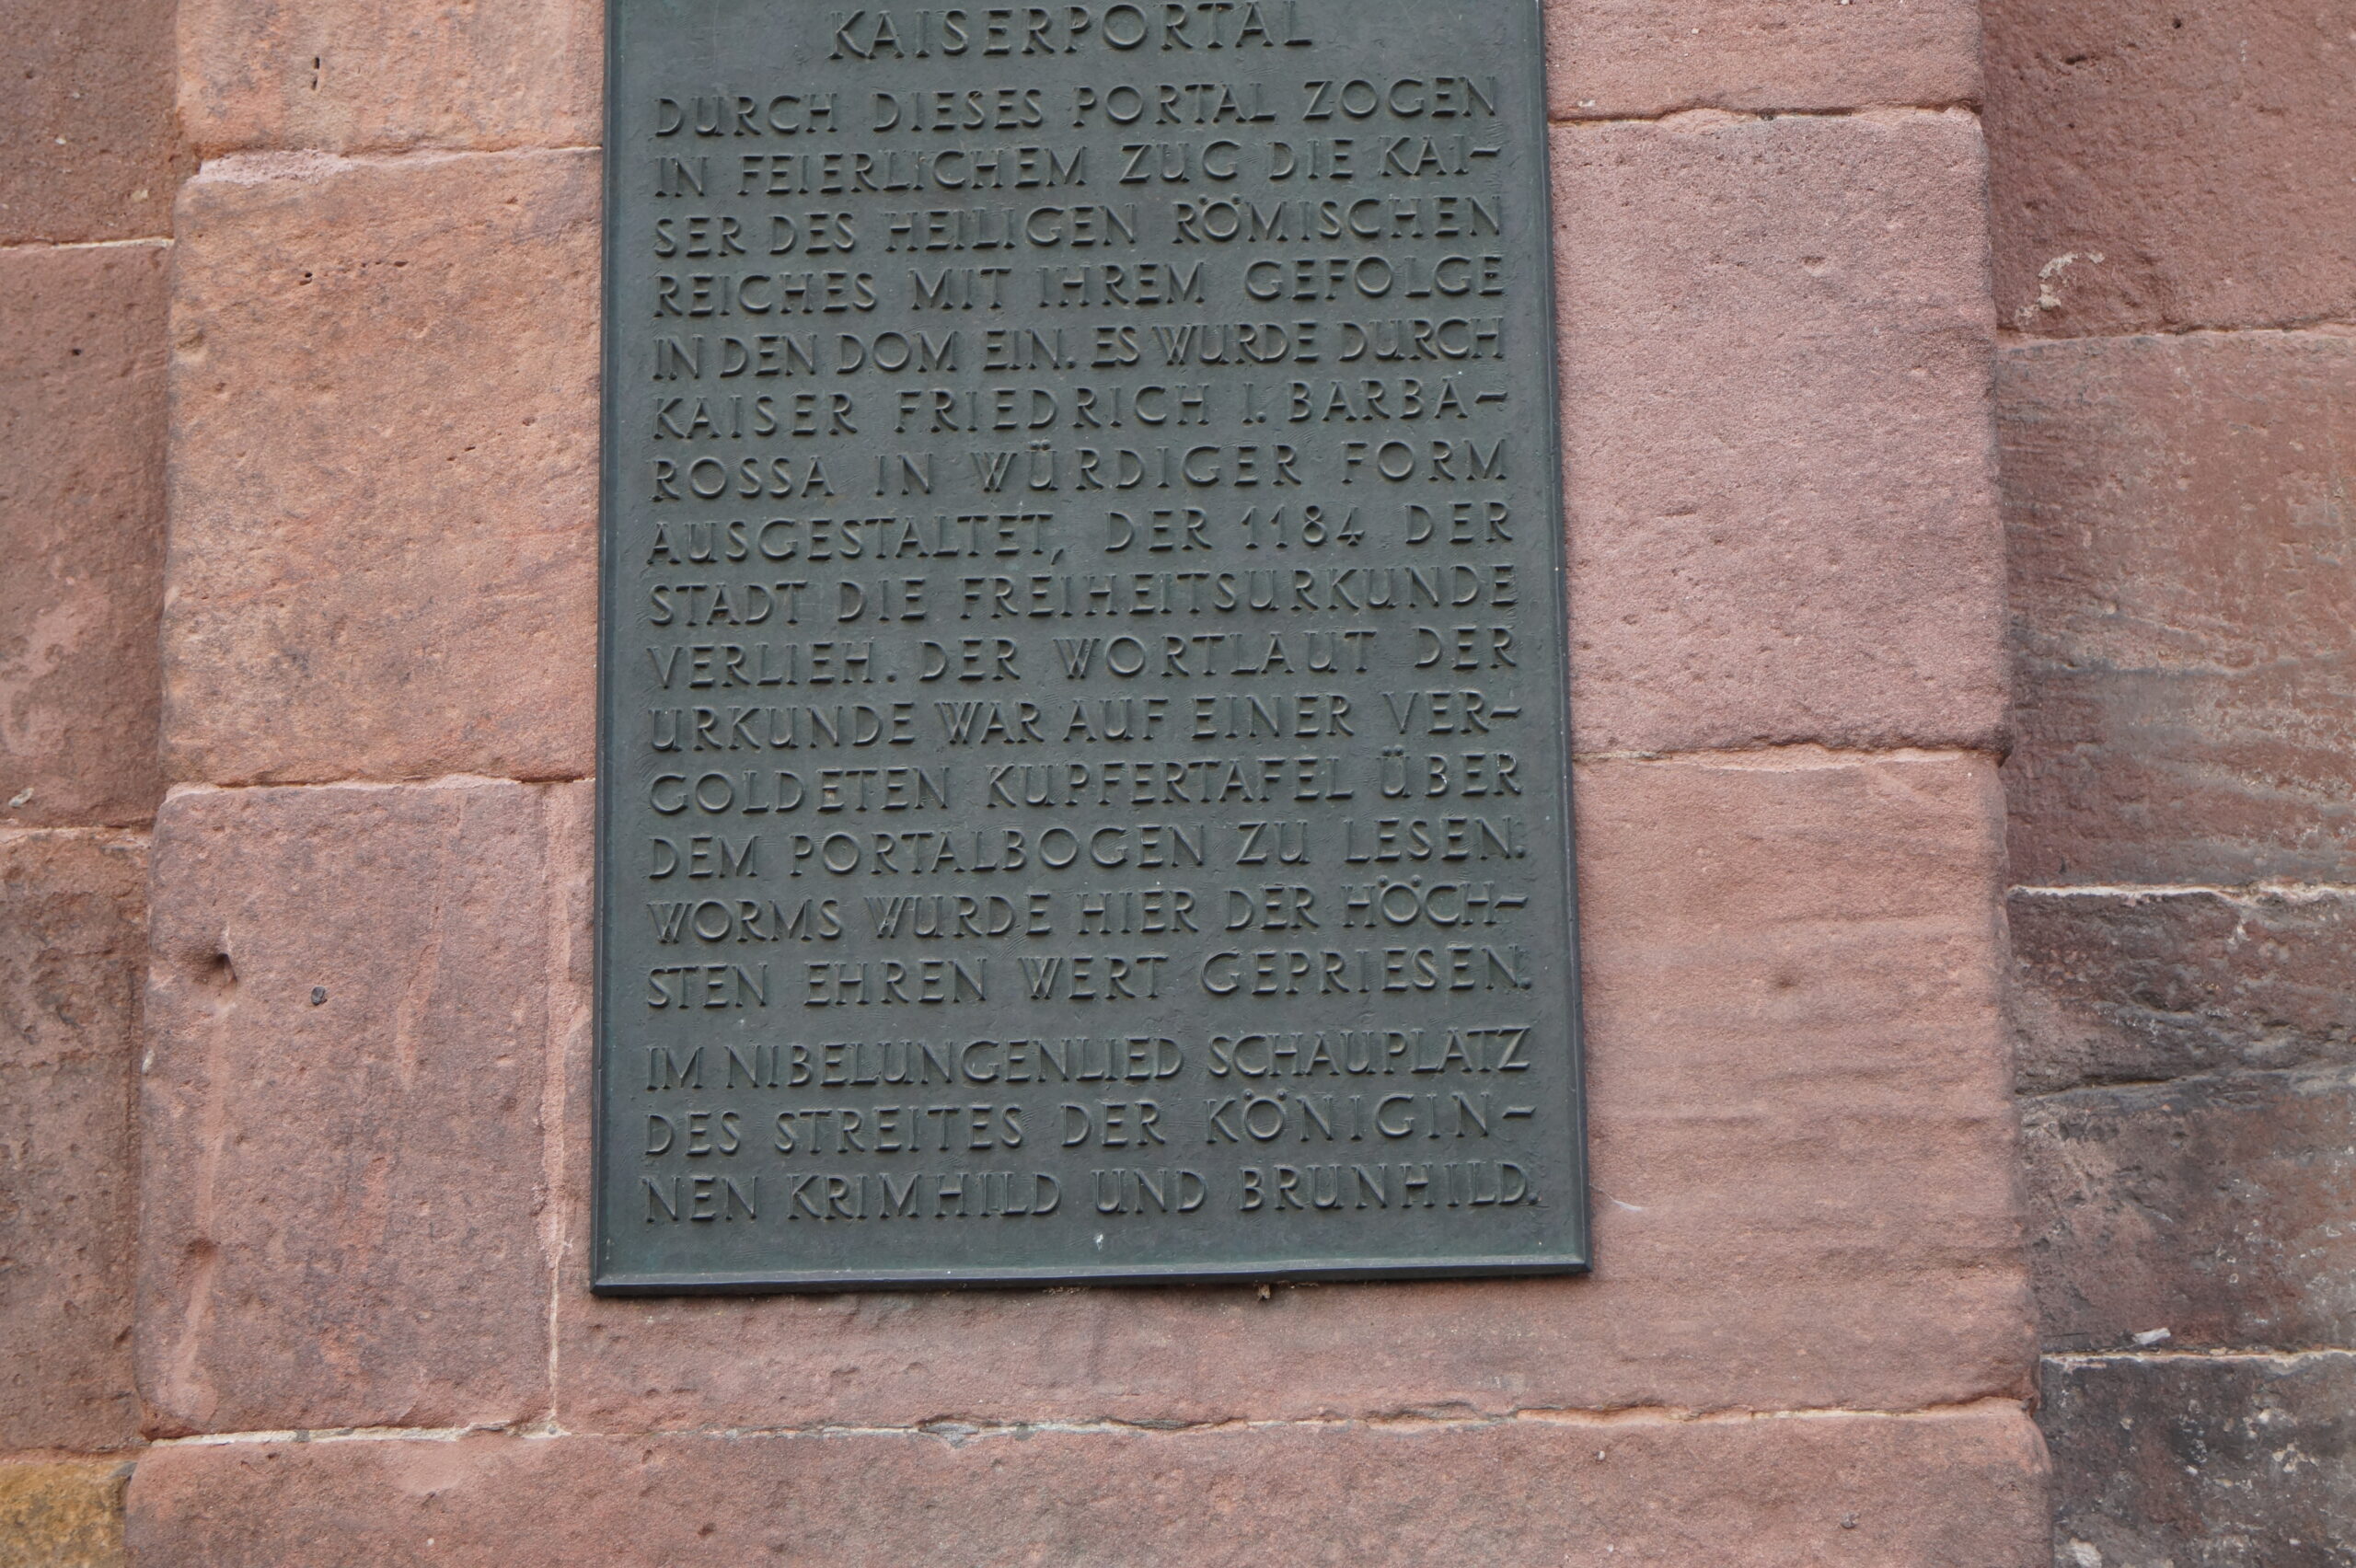 KAISERPORTAL
DURCH DIESES PORTAL ZOGEN
IN FEIERLICHEM ZUG DIE KAI-
SER DES HEILIGEN RÖMISCHEN
REICHES MIT IHREM GEFOLGE
IN DEN DOM EIN. ES WURDE DURCH
KAISER FRIEDRICH I. BARBA-
ROSSA IN WÜRDIGER FORM
AUSGESTALTET, DER 1184 DER
STADT DIE FREIHEITSURKUNDE
VERLIEH. DER WORTLAUT DER
URKUNDE WAR AUF EINER VER-
GOLDETEN KUPFERTAFEL ÜBER
DEM PORTALBOGEN ZU LESEN.
WORMS WURDE HIER DER HÖCH-
STEN EHREN WERT GEPRIESEN.
IM NIBELUNGENLIED SCHAUPLATZ
DES STREITES DER KÖNIGIN-
NEN KRIMHILD UND BRUNHILD.